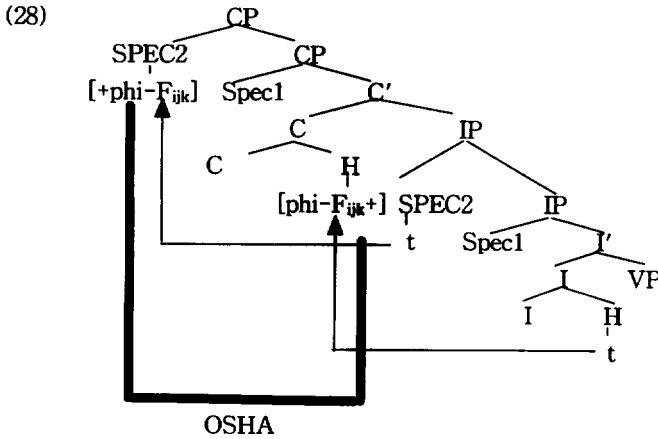 (28)
CP
SPEC2 CP
[+phi-Fijk] Spec1 C'
C IP
C H
[phi-Fijk+] SPEC2 IP
t Spec1 I'
I VP
I H
t
OSHA